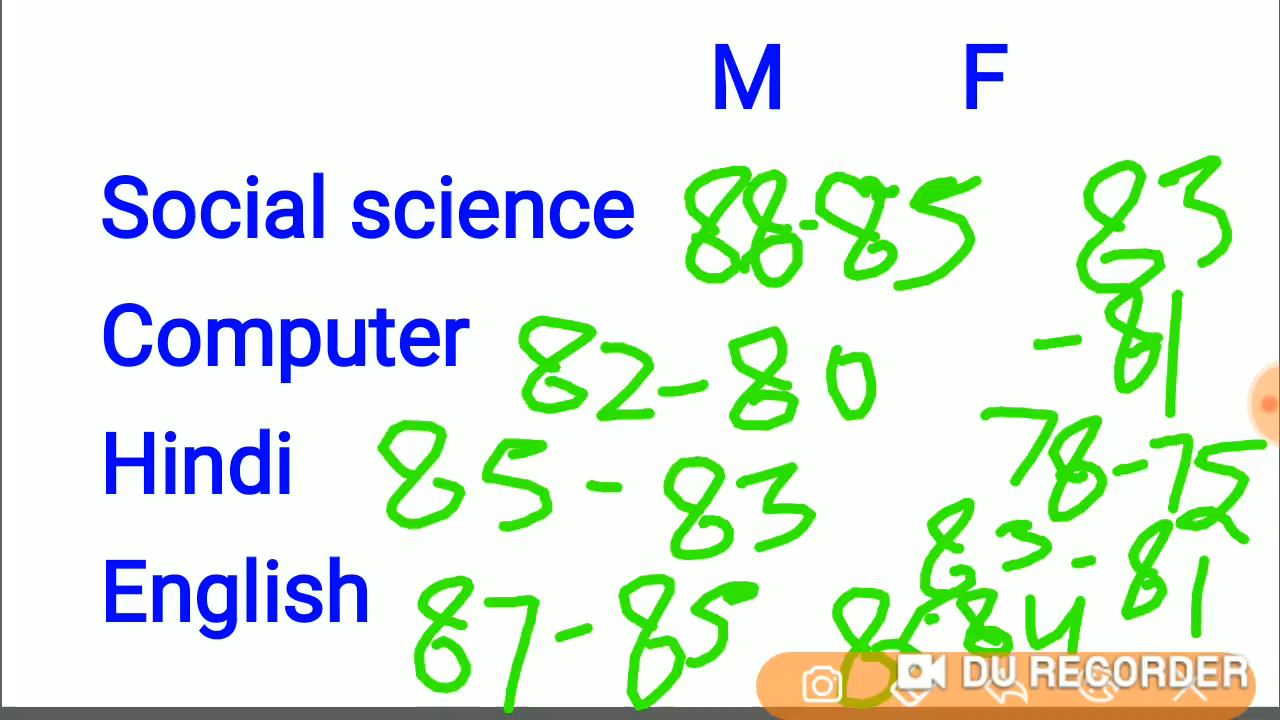 M F
Social science 88-85 83
-81
Computer 82-80
78-75
Hindi 85-83
83-81
English 87-85
-84
DU RECORDER